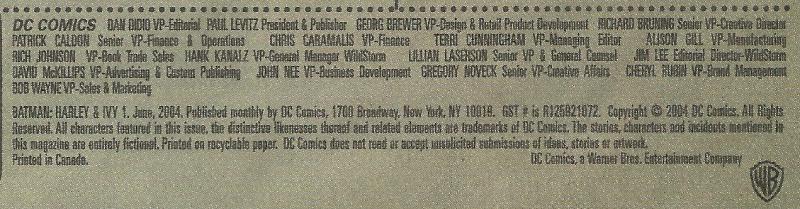 DC COMICS DAN DIDIO VP-Editorial PAUL LEVITZ President & Publisher GEORG BREWER VP-Design & Retail Product Development RICHARD BRUNING Senior VP-Creative Director
PATRICK CALDON Senior VP-Finance & Operations CHRIS CARAMALIS VP-Finance TERRI CUNNINGHAM VP-Managing Editor ALISON GILL VP-Manufacturing
RICH JOHNSON VP-Book Trade Sales HANK KANALZ VP-General Manager WildStorm LILLIAN LASERSON Senior VP & General Counsel JIM LEE Editorial Director-WildStorm
DAVID McKILLIPS VP-Advertising & Custom Publishing JOHN NEE VP-Business Development GREGORY NOVECK Senior VP-Creative Affairs CHERYL RUBIN VP-Brand Management
BOB WAYNE VP-Sales & Marketing
BATMAN: HARLEY & IVY 1. June, 2004. Published monthly by DC Comics, 1700 Broadway, New York, NY 10019. GST # is R125921072. Copyright © 2004 DC Comics. All Rights
Reserved. All characters featured in this issue, the distinctive likenesses thereof and related elements are trademarks of DC Comics. The stories, characters and incidents mentioned in
this magazine are entirely fictional. Printed on recyclable paper. DC Comics does not read or accept unsolicited submissions of ideas, stories or artwork.
Printed in Canada. DC Comics, a Warner Bros. Entertainment Company
WB